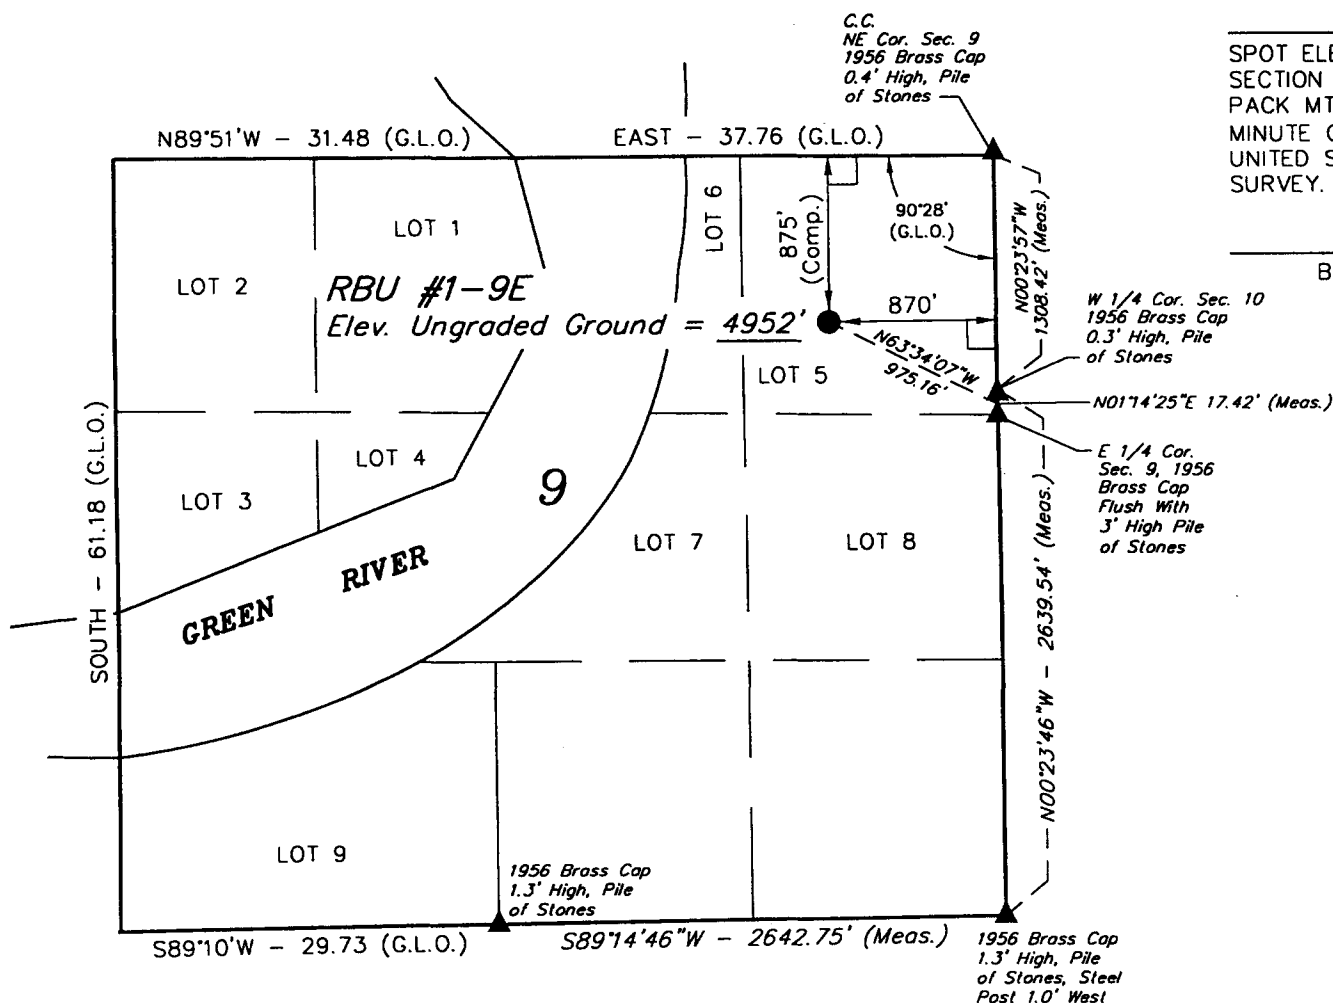 C.C.
NE Cor. Sec. 9
1956 Brass Cap
0.4' High, Pile
of Stones
SPOT ELE
SECTION
PACK MT
MINUTE
UNITED S
SURVEY.
B
N89°51'W - 31.48 (G.L.O.)
EAST - 37.76 (G.L.O.)
LOT 1
LOT 2
LOT 6
875'
(Comp.)
90°28'
(G.L.O.)
N00°23'57"W
1308.42' (Meas.)
RBU #1-9E
Elev. Ungraded Ground = 4952'
870'
W 1/4 Cor. Sec. 10
1956 Brass Cap
0.3' High, Pile
of Stones
N63°34'07"W
975.16'
LOT 5
N01°14'25"E 17.42' (Meas.)
SOUTH - 61.18 (G.L.O.)
LOT 4
LOT 3
9
E 1/4 Cor.
Sec. 9, 1956
Brass Cap
Flush With
3' High Pile
of Stones
LOT 7
LOT 8
GREEN RIVER
N00°23'46"W - 2639.54' (Meas.)
LOT 9
1956 Brass Cap
1.3' High, Pile
of Stones
S89°10'W - 29.73 (G.L.O.)
S89°14'46"W - 2642.75' (Meas.)
1956 Brass Cap
1.3' High, Pile
of Stones, Steel
Post 1.0' West